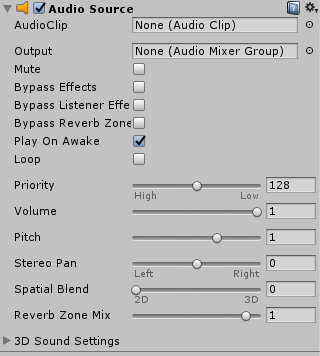 Audio Source
AudioClip None (Audio Clip)
Output None (Audio Mixer Group)
Mute
Bypass Effects
Bypass Listener Effe
Bypass Reverb Zone
Play On Awake
Loop
Priority 128
High Low
Volume 1
Pitch 1
Stereo Pan 0
Left Right
Spatial Blend 0
2D 3D
Reverb Zone Mix 1
3D Sound Settings